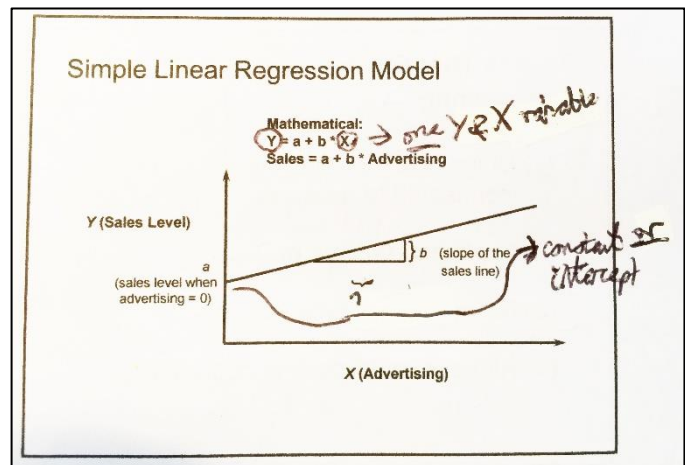 Simple Linear Regression Model
Mathematical:
Y = a + b * X → one Y & X variable
Sales = a + b * Advertising
Y (Sales Level)
a
(sales level when
advertising = 0)
b (slope of the
sales line)
constant or
intercept
X (Advertising)